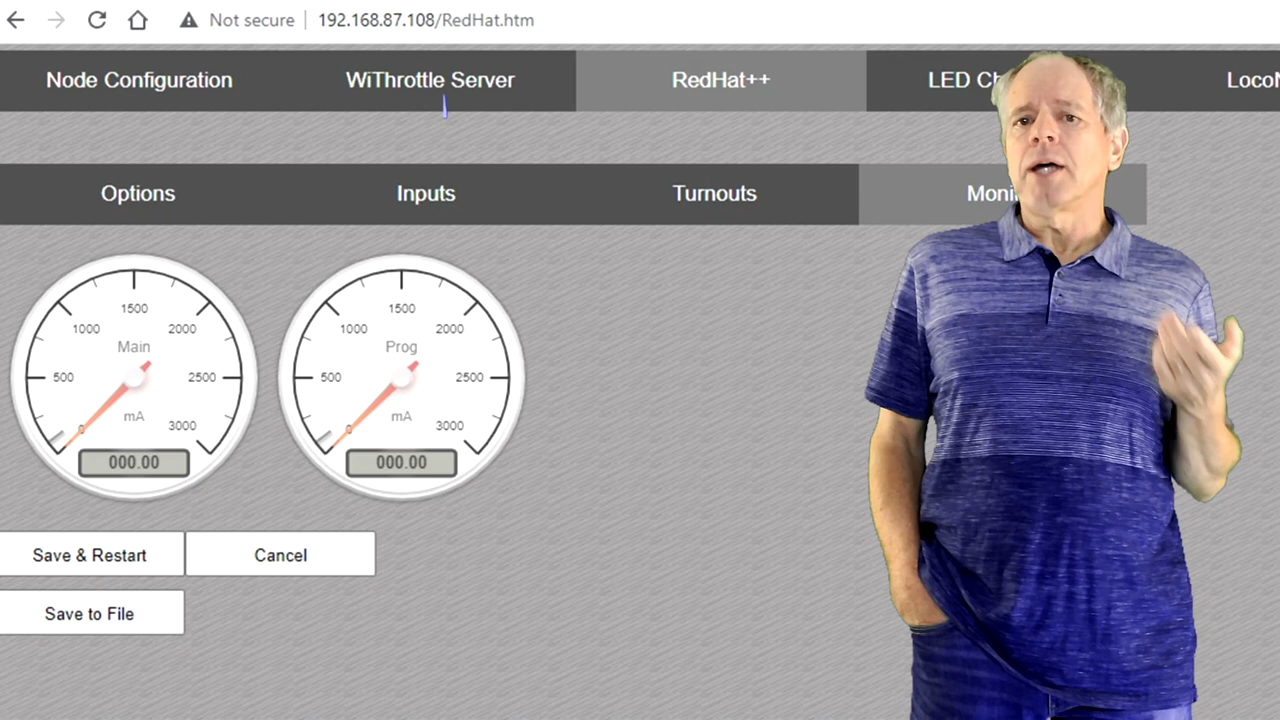 Not secure 192.168.87.108/RedHat.htm
Node Configuration WiThrottle Server RedHat++ LED
Options Inputs Turnouts
1500 1500
1000 2000 1000 2000
Main Prog
500 2500 500 2500
mA mA
0 3000 0 3000
000.00 000.00
Save & Restart Cancel
Save to File